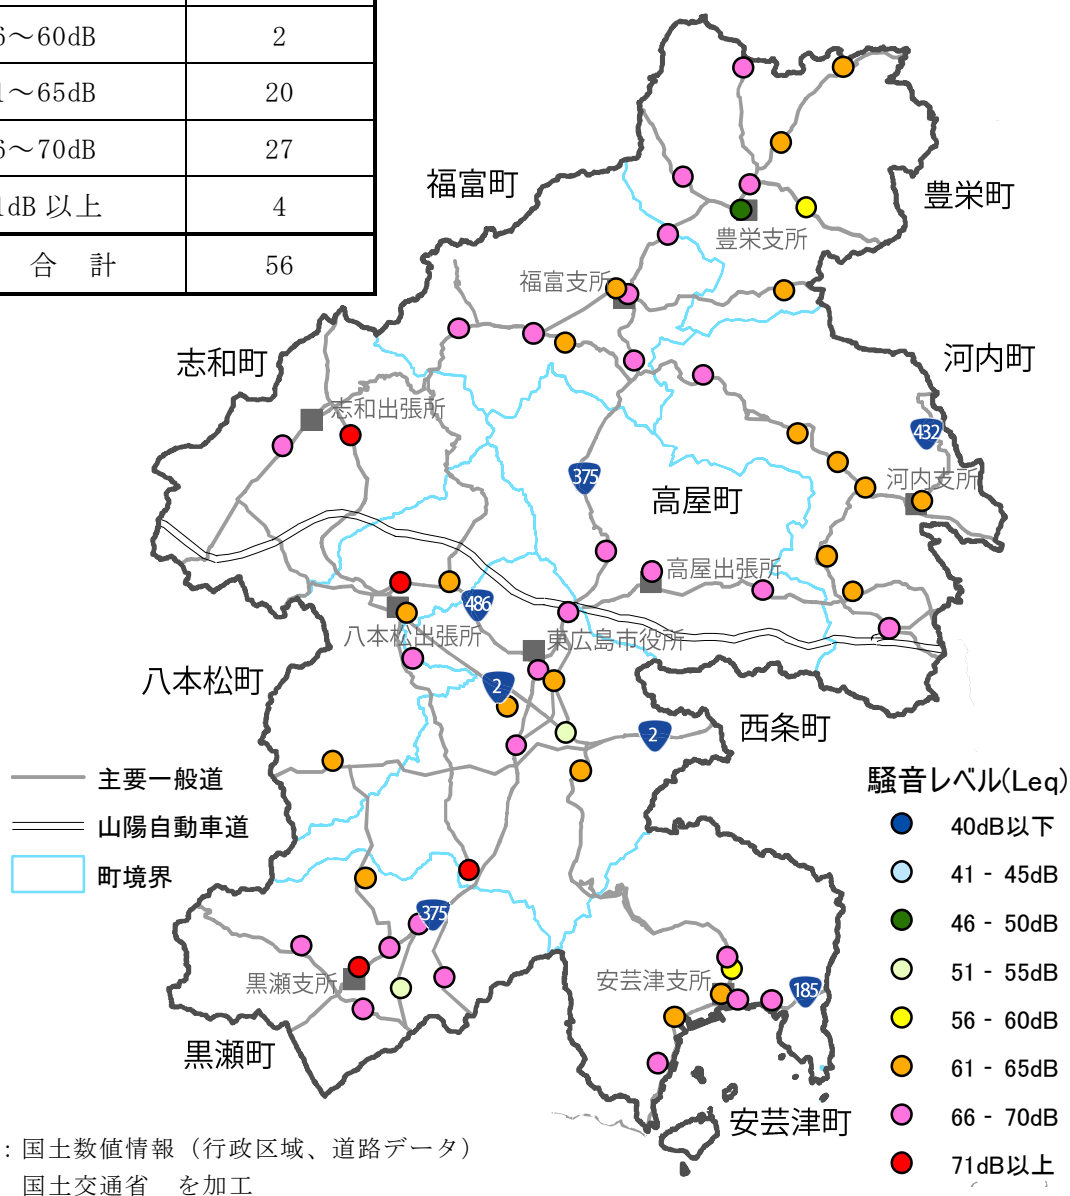 6～60dB 2
1～65dB 20
6～70dB 27
1dB 以上 4
合 計 56
福富町
豊栄町
豊栄支所
福富支所
志和町
河内町
志和出張所
432
375
河内支所
高屋町
高屋出張所
486
八本松出張所
東広島市役所
八本松町
2
西条町
2
主要一般道
山陽自動車道
町境界
騒音レベル(Leq)
40dB以下
41 - 45dB
46 - 50dB
51 - 55dB
56 - 60dB
61 - 65dB
66 - 70dB
71dB以上
375
黒瀬支所
安芸津支所
185
黒瀬町
安芸津町
：国土数値情報（行政区域、道路データ）
国土交通省 を加工